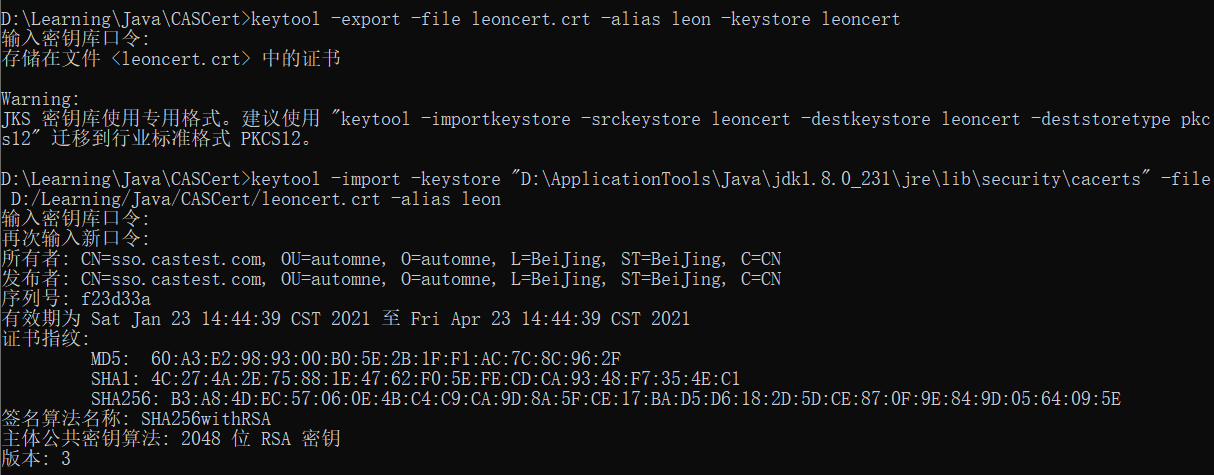 D:\Learning\Java\CASCert>keytool -export -file leoncert.crt -alias leon -keystore leoncert
输入密钥库口令:
存储在文件 <leoncert.crt> 中的证书
Warning:
JKS 密钥库使用专用格式。建议使用 "keytool -importkeystore -srckeystore leoncert -destkeystore leoncert -deststoretype pkc
s12" 迁移到行业标准格式 PKCS12。
D:\Learning\Java\CASCert>keytool -import -keystore "D:\ApplicationTools\Java\jdk1.8.0_231\jre\lib\security\cacerts" -file
D:/Learning/Java/CASCert/leoncert.crt -alias leon
输入密钥库口令:
再次输入新口令:
所有者: CN=sso.castest.com, OU=automne, O=automne, L=BeiJing, ST=BeiJing, C=CN
发布者: CN=sso.castest.com, OU=automne, O=automne, L=BeiJing, ST=BeiJing, C=CN
序列号: f23d33a
有效期为 Sat Jan 23 14:44:39 CST 2021 至 Fri Apr 23 14:44:39 CST 2021
证书指纹:
MD5: 60:A3:E2:98:93:00:B0:5E:2B:1F:F1:AC:7C:8C:96:2F
SHA1: 4C:27:4A:2E:75:88:1E:47:62:F0:5E:FE:CD:CA:93:48:F7:35:4E:C1
SHA256: B3:A8:4D:EC:57:06:0E:4B:C4:C9:CA:9D:8A:5F:CE:17:BA:D5:D6:18:2D:5D:CE:87:0F:9E:84:9D:05:64:09:5E
签名算法名称: SHA256withRSA
主体公共密钥算法: 2048 位 RSA 密钥
版本: 3